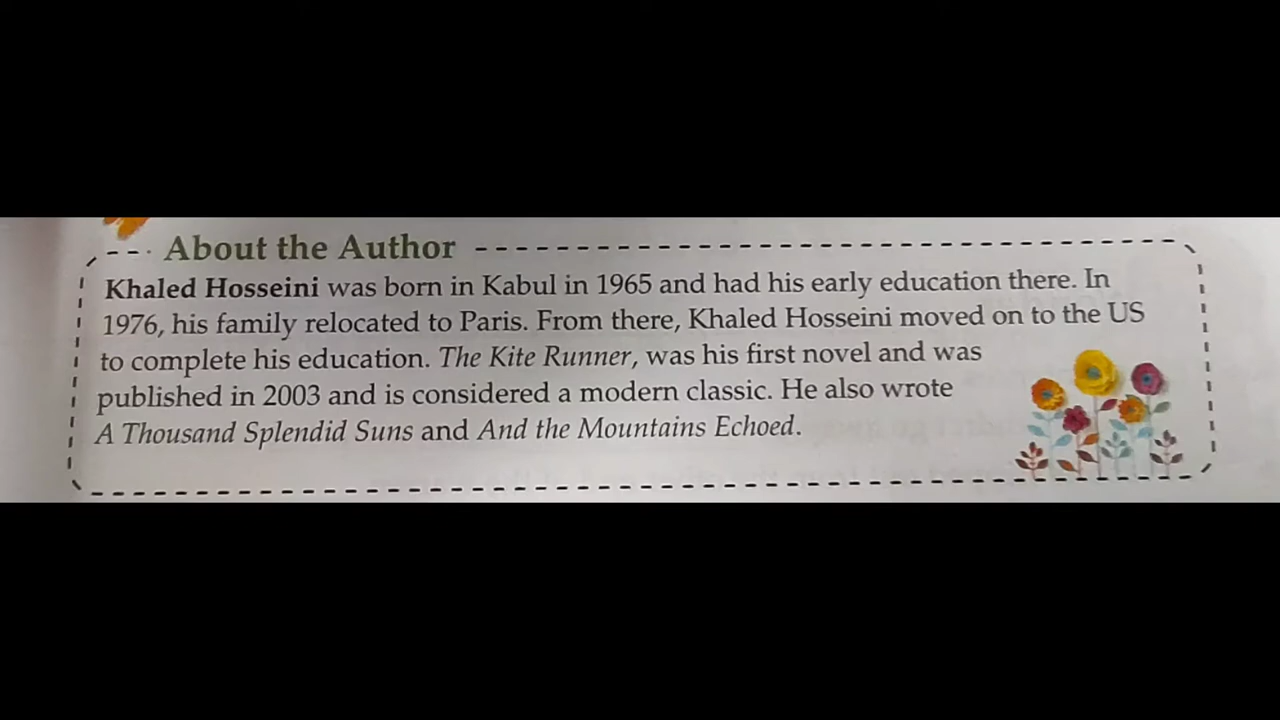 About the Author
Khaled Hosseini was born in Kabul in 1965 and had his early education there. In
1976, his family relocated to Paris. From there, Khaled Hosseini moved on to the US
to complete his education. The Kite Runner, was his first novel and was
published in 2003 and is considered a modern classic. He also wrote
A Thousand Splendid Suns and And the Mountains Echoed.